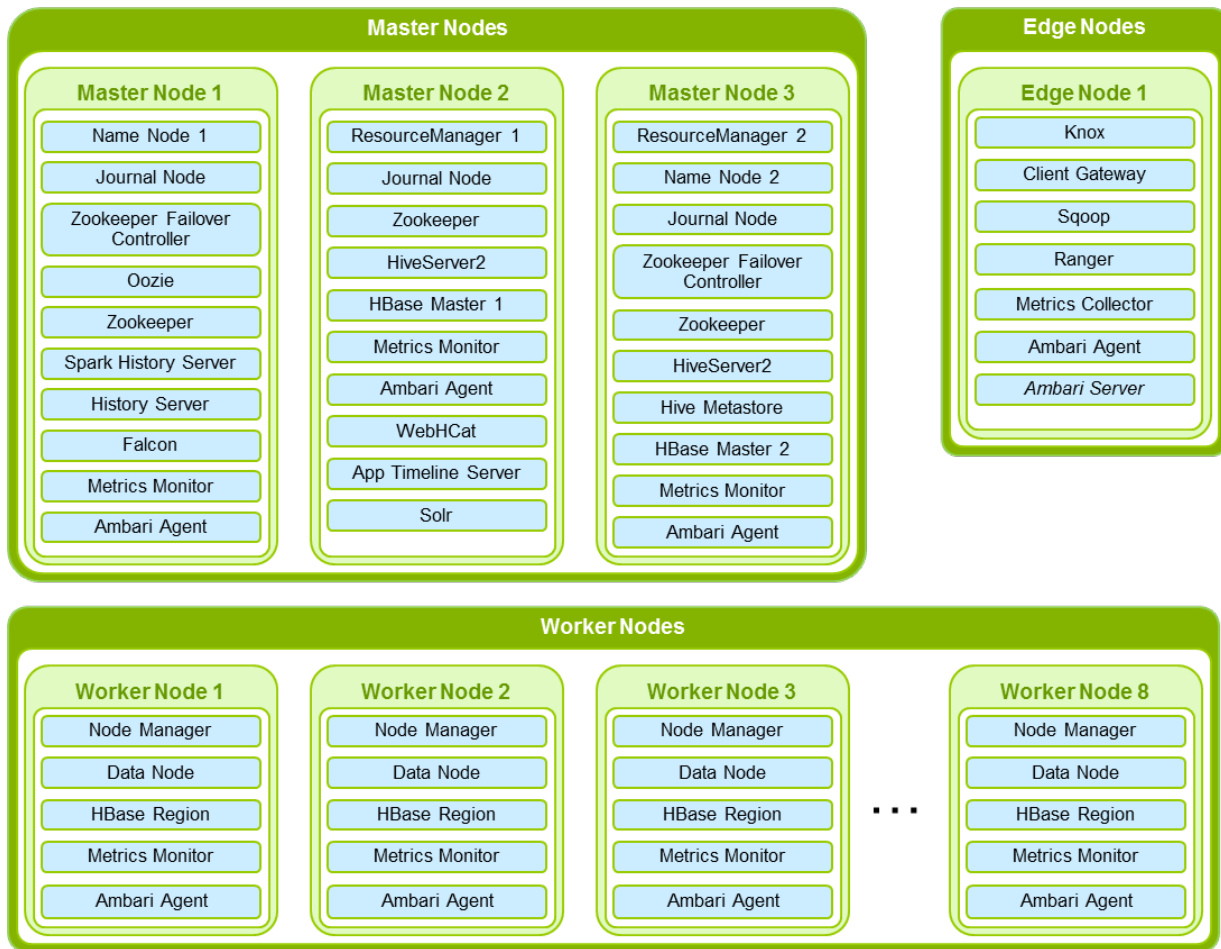 Master Nodes
Master Node 1
Name Node 1
Journal Node
Zookeeper Failover
Controller
Oozie
Zookeeper
Spark History Server
History Server
Falcon
Metrics Monitor
Ambari Agent
Master Node 2
ResourceManager 1
Journal Node
Zookeeper
HiveServer2
HBase Master 1
Metrics Monitor
Ambari Agent
WebHCat
App Timeline Server
Solr
Master Node 3
ResourceManager 2
Name Node 2
Journal Node
Zookeeper Failover
Controller
Zookeeper
HiveServer2
Hive Metastore
HBase Master 2
Metrics Monitor
Ambari Agent
Edge Nodes
Edge Node 1
Knox
Client Gateway
Sqoop
Ranger
Metrics Collector
Ambari Agent
Ambari Server
Worker Nodes
Worker Node 1
Node Manager
Data Node
HBase Region
Metrics Monitor
Ambari Agent
Worker Node 2
Node Manager
Data Node
HBase Region
Metrics Monitor
Ambari Agent
Worker Node 3
Node Manager
Data Node
HBase Region
Metrics Monitor
Ambari Agent
...
Worker Node 8
Node Manager
Data Node
HBase Region
Metrics Monitor
Ambari Agent